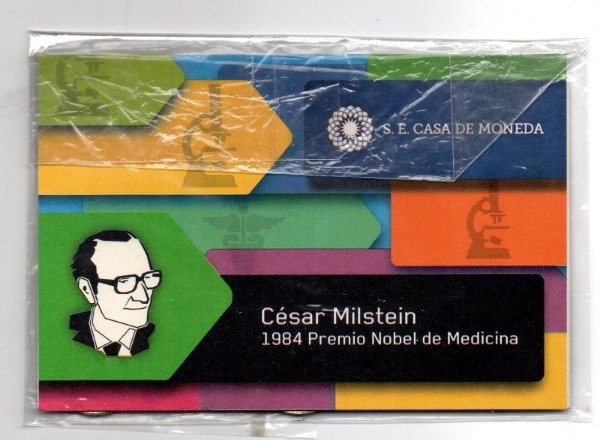 S. E. CASA DE MONEDA
César Milstein
1984 Premio Nobel de Medicina